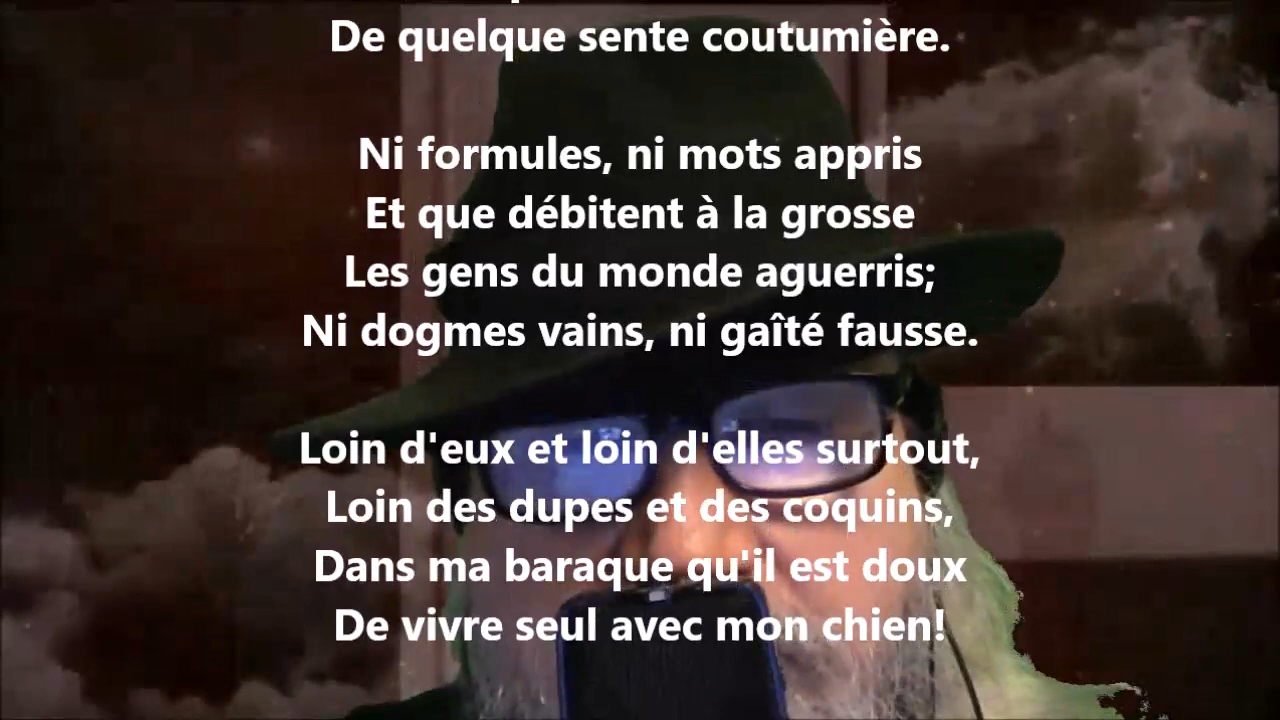 De quelque sente coutumière.
Ni formules, ni mots appris
Et que débitent à la grosse
Les gens du monde aguerris;
Ni dogmes vains, ni gaîté fausse.
Loin d'eux et loin d'elles surtout,
Loin des dupes et des coquins,
Dans ma baraque qu'il est doux
De vivre seul avec mon chien!